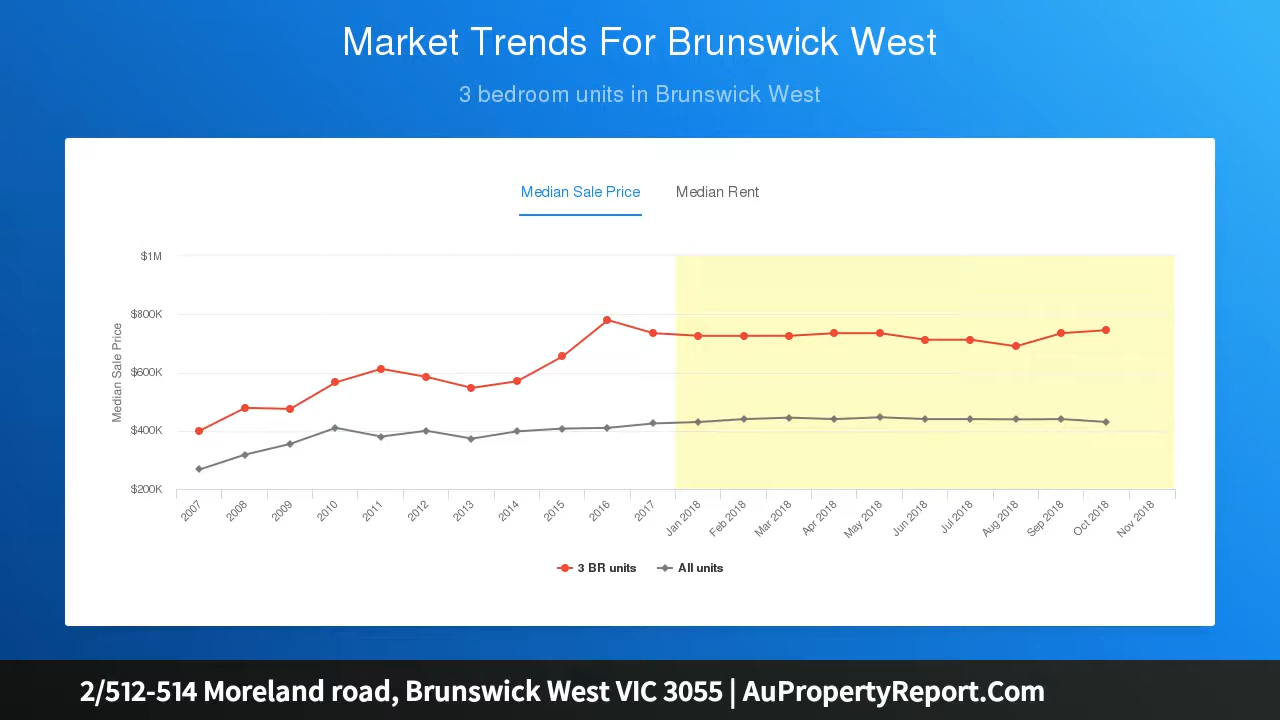 Market Trends For Brunswick West
3 bedroom units in Brunswick West
Median Sale Price
Median Rent
Median Sale Price
$1M
$800K
$600K
$400K
$200K
2007
2008
2009
2010
2011
2012
2013
2014
2015
2016
2017
Jan 2018
Feb 2018
Mar 2018
Apr 2018
May 2018
Jun 2018
Jul 2018
Aug 2018
Sep 2018
Oct 2018
Nov 2018
3 BR units
All units
2/512-514 Moreland road, Brunswick West VIC 3055 | AuPropertyReport.Com